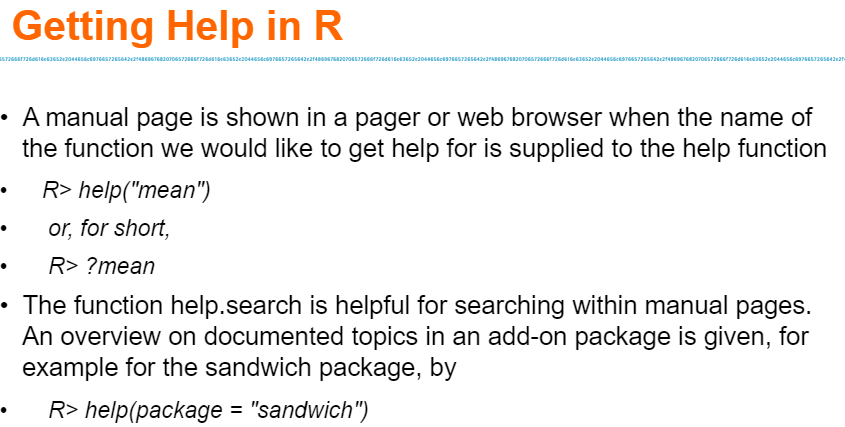 Getting Help in R
• A manual page is shown in a pager or web browser when the name of
the function we would like to get help for is supplied to the help function
• R> help("mean")
• or, for short,
• R> ?mean
• The function help.search is helpful for searching within manual pages.
An overview on documented topics in an add-on package is given, for
example for the sandwich package, by
• R> help(package = "sandwich")